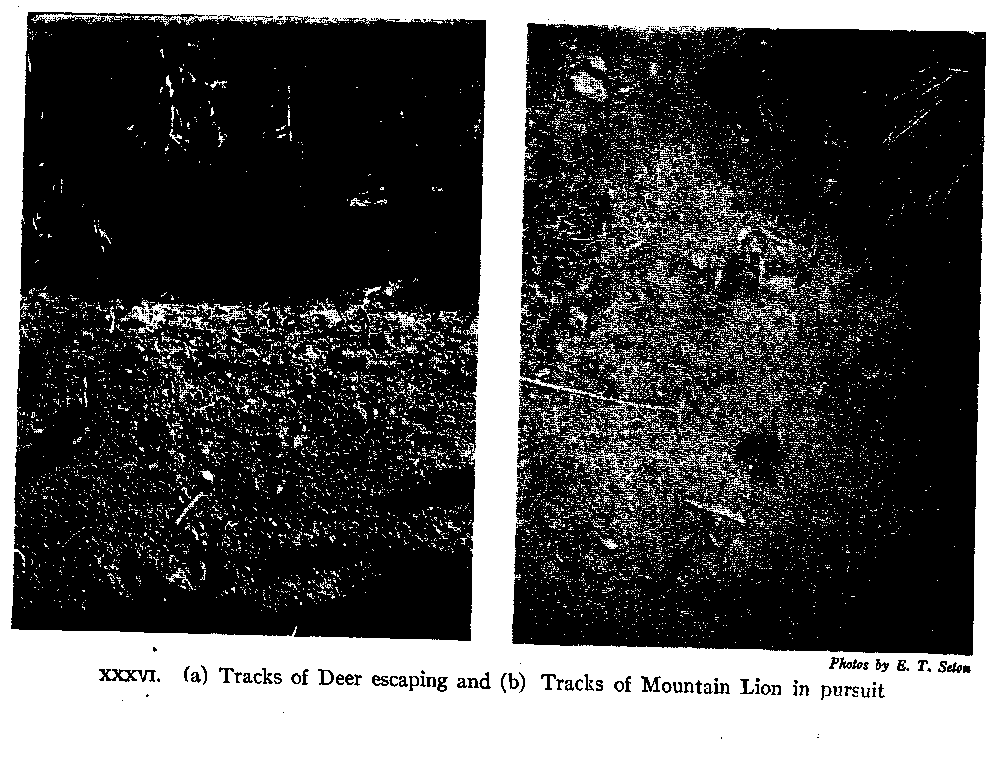 Photos by E. T. Seton
XXXVI. (a) Tracks of Deer escaping and (b) Tracks of Mountain Lion in pursuit